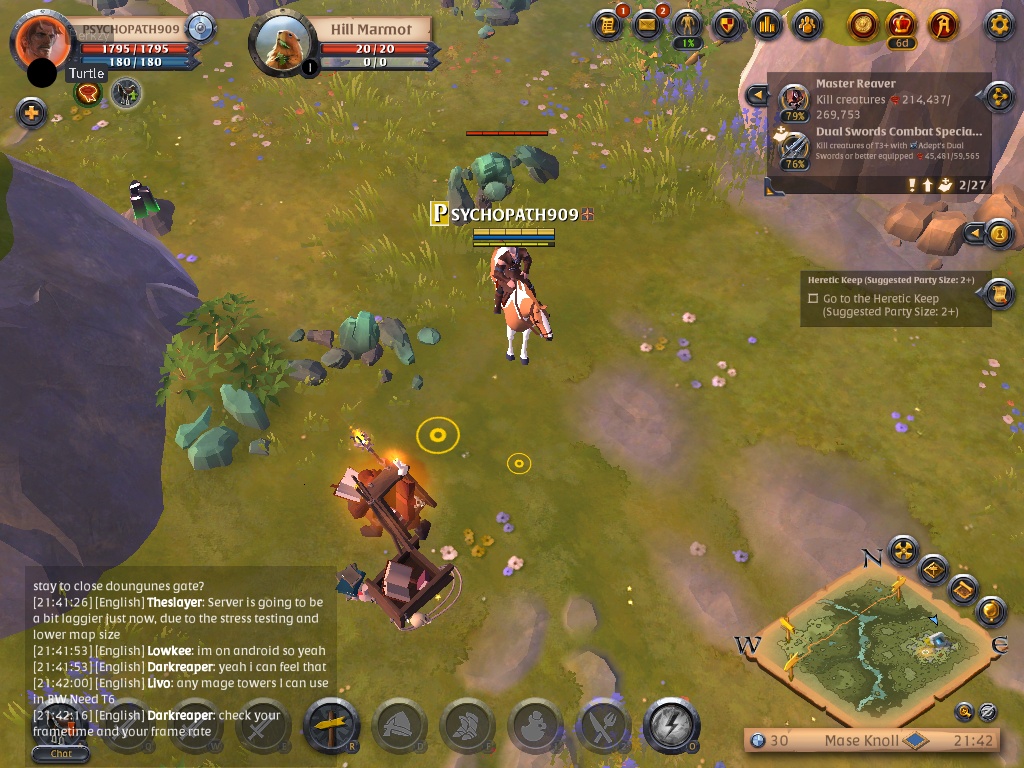 PSYCHOPATH909
1795 / 1795
180 / 180
Turtle
Hill Marmot
20 / 20
0 / 0
I
1
2
1%
6d
Master Reaver
Kill creatures 214,437/
269,753
79%
Dual Swords Combat Specia...
Kill creatures of T3+ with Adept's Dual
Swords or better equipped 45,481/59,565
76%
2/27
PSYCHOPATH909
Heretic Keep (Suggested Party Size: 2+)
Go to the Heretic Keep
(Suggested Party Size: 2+)
stay to close doungunes gate?
[21:41:26] [English] Theslayer: Server is going to be
a bit laggier just now, due to the stress testing and
lower map size
[21:41:53] [English] Lowkee: im on android so yeah
[21:41:53] [English] Darkreaper: yeah i can feel that
[21:42:00] [English] Livo: any mage towers I can use
in BW Need T6
[21:42:16] [English] Darkreaper: check your
frametime and your frame rate
Chat
Q
W
E
R
D
F
2
O
N
W
E
30
Mase Knoll
21:42